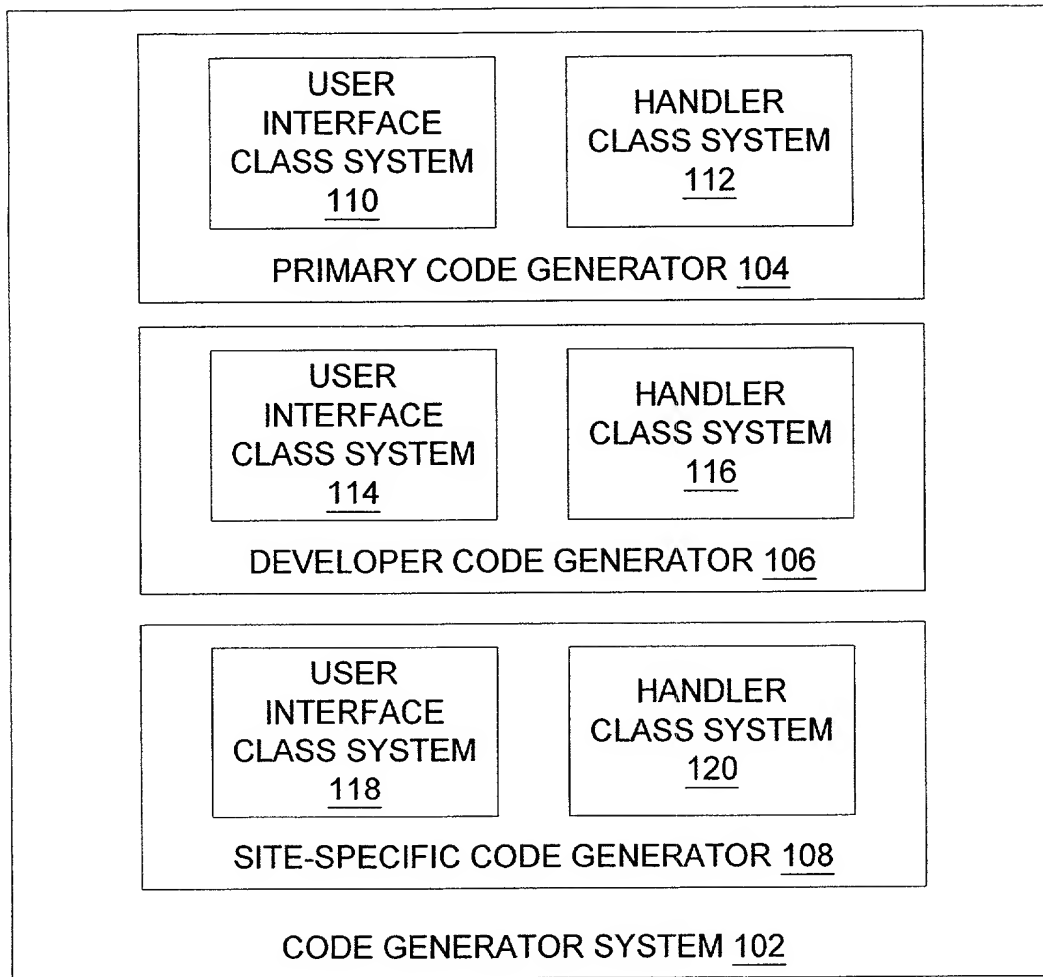 USER
INTERFACE
CLASS SYSTEM
110
HANDLER
CLASS SYSTEM
112
PRIMARY CODE GENERATOR 104
USER
INTERFACE
CLASS SYSTEM
114
HANDLER
CLASS SYSTEM
116
DEVELOPER CODE GENERATOR 106
USER
INTERFACE
CLASS SYSTEM
118
HANDLER
CLASS SYSTEM
120
SITE-SPECIFIC CODE GENERATOR 108
CODE GENERATOR SYSTEM 102